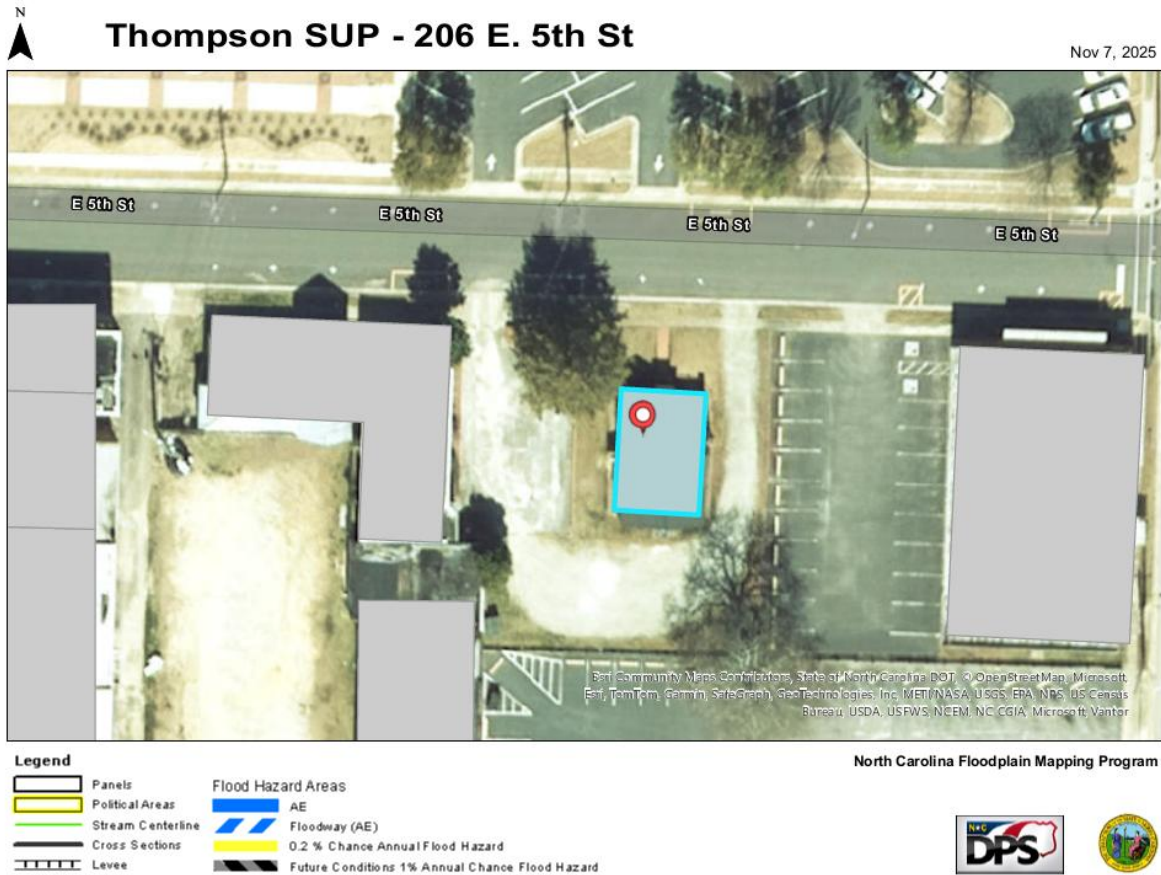 N
Thompson SUP - 206 E. 5th St
Nov 7, 2025
E 5th St
E 5th St
E 5th St
E 5th St
Esri Community Maps Contributors, State of North Carolina DOT, © OpenStreetMap, Microsoft,
Esri, TomTom, Garmin, SafeGraph, GeoTechnologies, Inc, METI/NASA, USGS, EPA, NPS, US Census
Bureau, USDA, USFWS, NCEM, NC CGIA, Microsoft, Vantor
Legend
North Carolina Floodplain Mapping Program
Panels
Political Areas
Stream Centerline
Cross Sections
Levee
Flood Hazard Areas
AE
Floodway (AE)
0.2 % Chance Annual Flood Hazard
Future Conditions 1% Annual Chance Flood Hazard
N★C
DPS